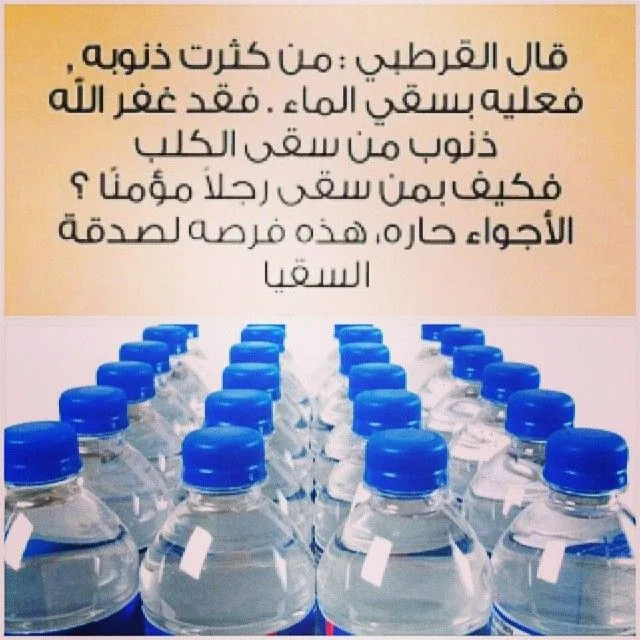 قال القرطبي : من كثرت ذنوبه ,
فعليه بسقي الماء . فقد غفر الله
ذنوب من سقى الكلب
فكيف بمن سقى رجلاً مؤمنًا ؟
الأجواء حاره، هذه فرصه لصدقة
السقيا